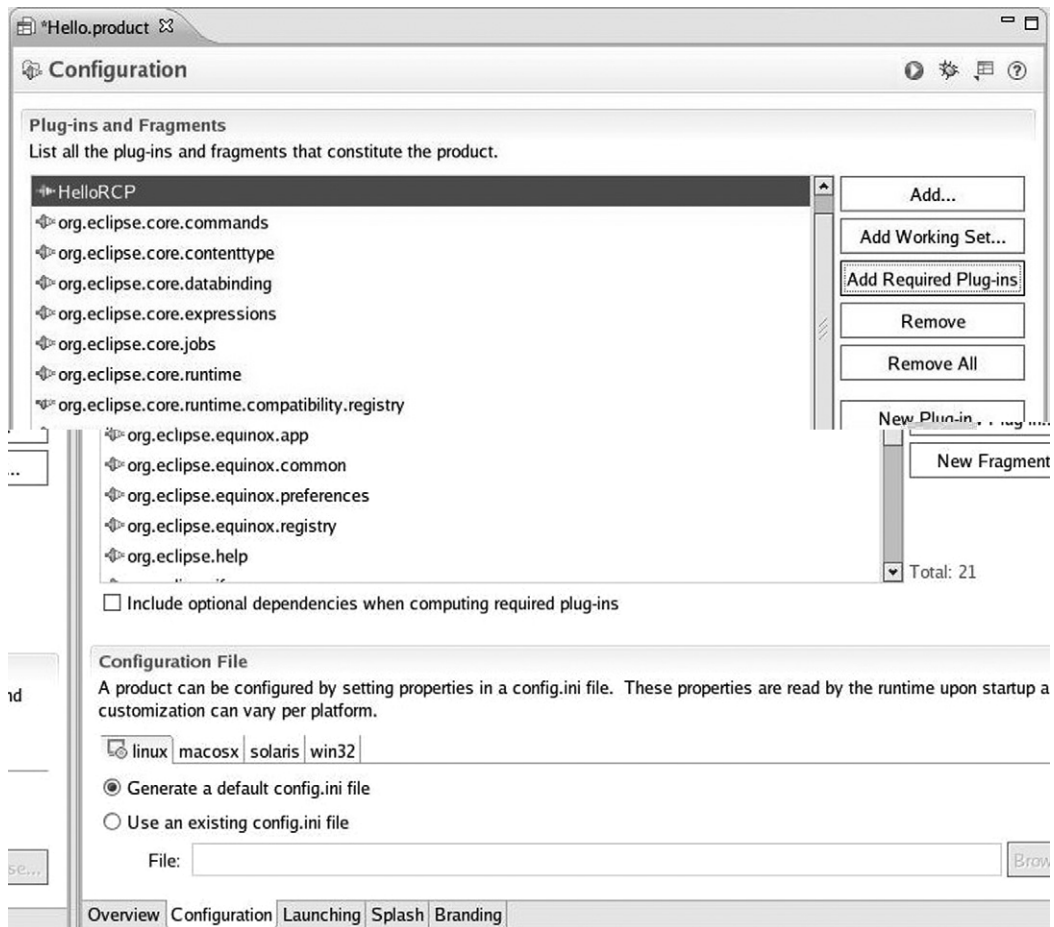 *Hello.product
Configuration
Plug-ins and Fragments
List all the plug-ins and fragments that constitute the product.
HelloRCP
org.eclipse.core.commands
org.eclipse.core.contenttype
org.eclipse.core.databinding
org.eclipse.core.expressions
org.eclipse.core.jobs
org.eclipse.core.runtime
org.eclipse.core.runtime.compatibility.registry
Add...
Add Working Set...
Add Required Plug-ins
Remove
Remove All
New Plug-in
org.eclipse.equinox.app
org.eclipse.equinox.common
org.eclipse.equinox.preferences
org.eclipse.equinox.registry
org.eclipse.help
...
New Fragment
Total: 21
Include optional dependencies when computing required plug-ins
Configuration File
A product can be configured by setting properties in a config.ini file. These properties are read by the runtime upon startup a
customization can vary per platform.
nd
linux macosx solaris win32
Generate a default config.ini file
Use an existing config.ini file
File:
Brow
se...
Overview Configuration Launching Splash Branding